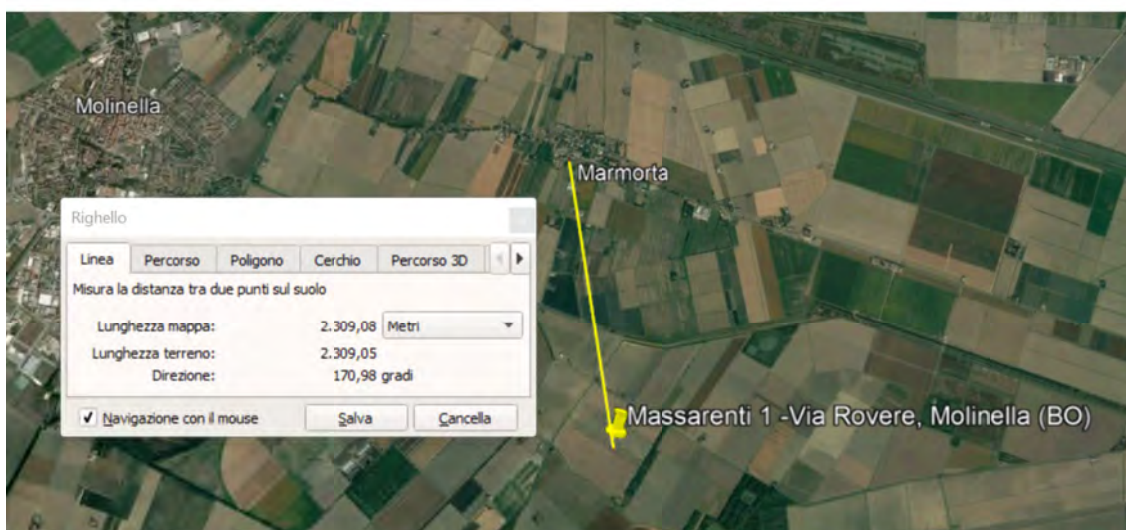 Molinella
Marmorta
Righello
Linea Percorso Poligono Cerchio Percorso 3D
Misura la distanza tra due punti sul suolo
Lunghezza mappa: 2.309,08 Metri
Lunghezza terreno: 2.309,05
Direzione: 170,98 gradi
Navigazione con il mouse Salva Cancella
Massarenti 1 -Via Rovere, Molinella (BO)